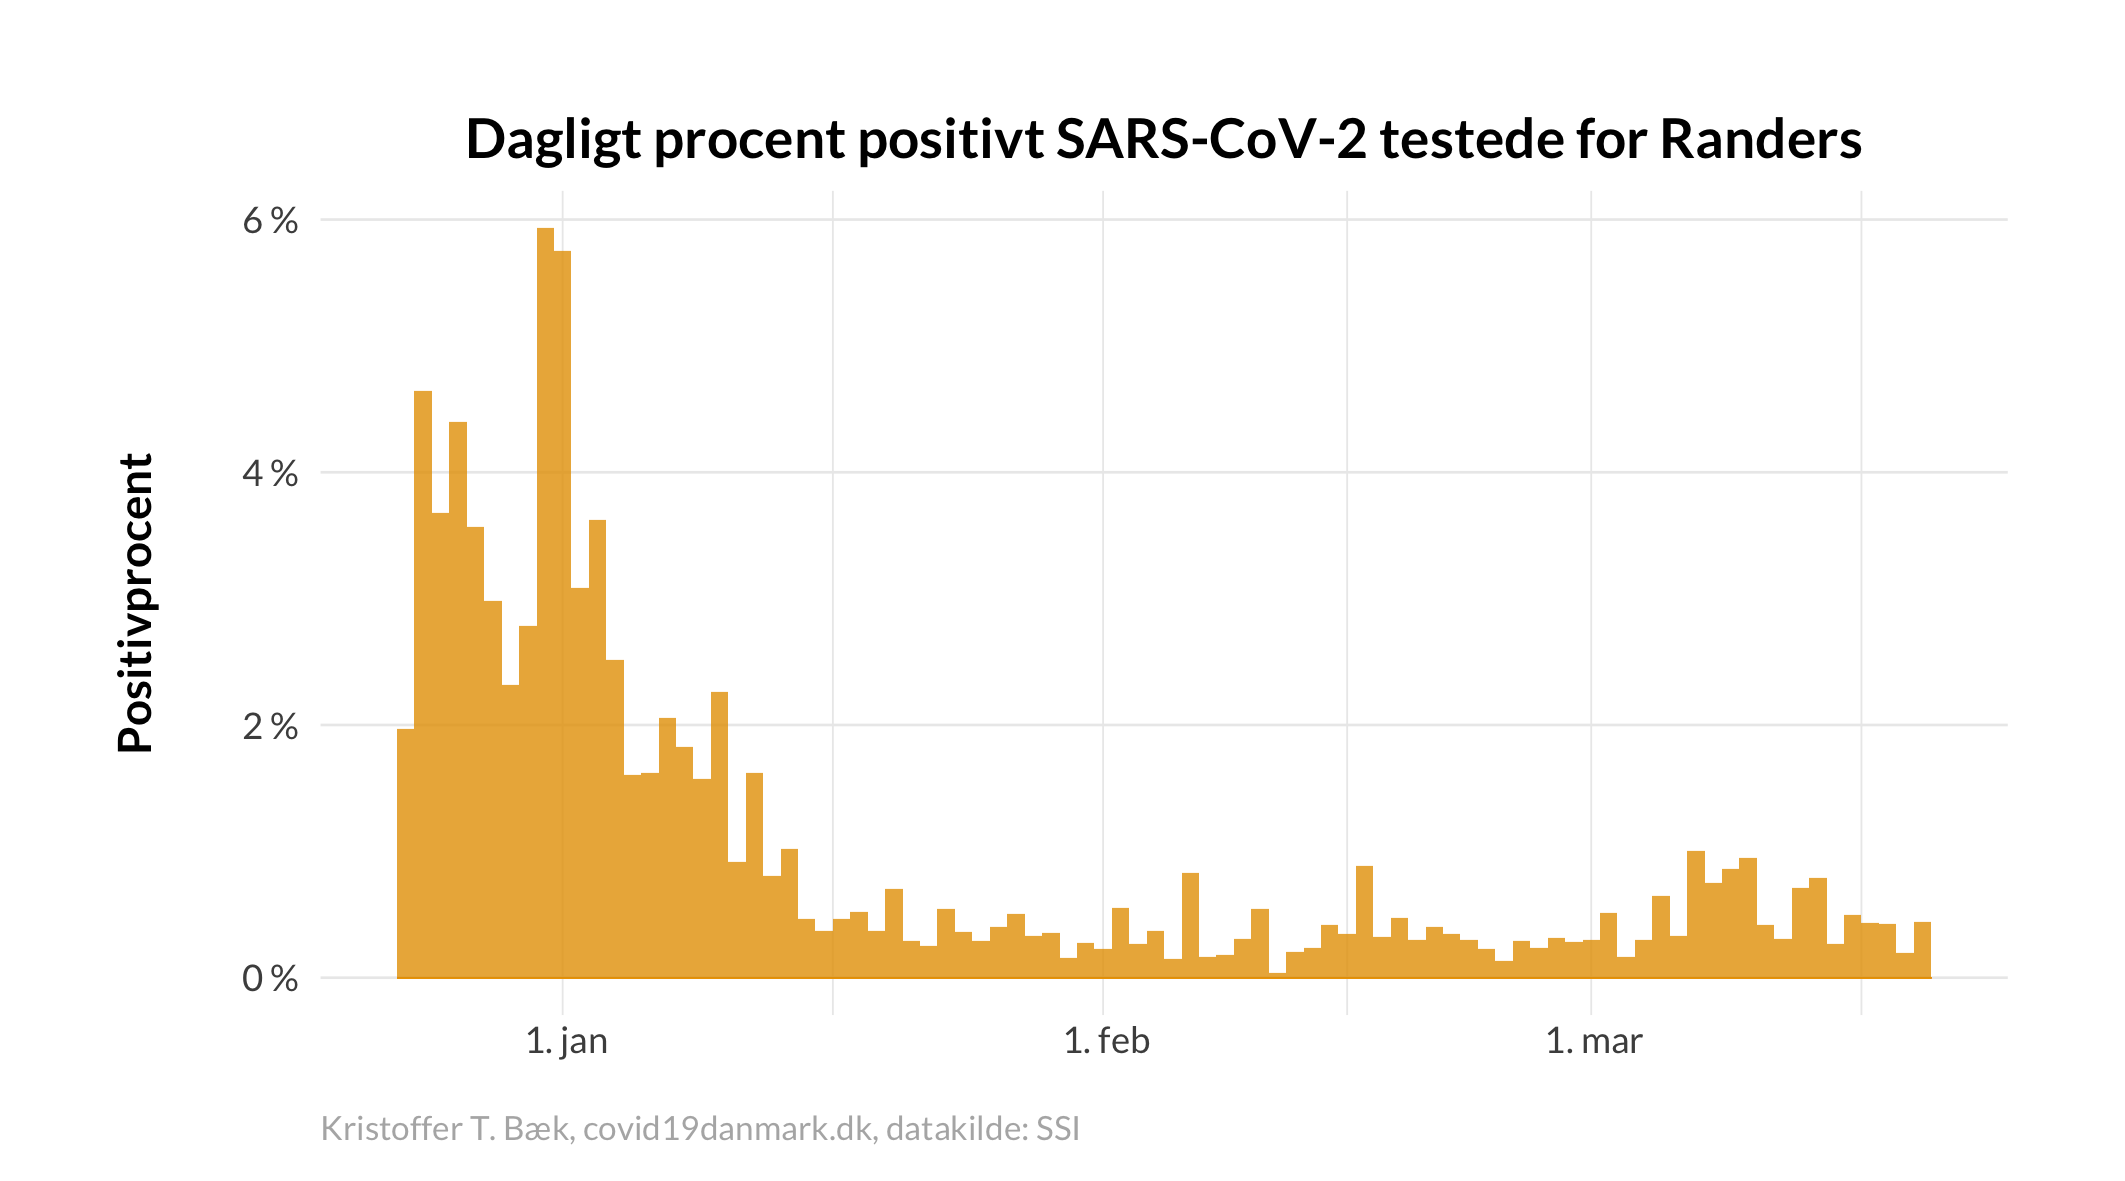 Dagligt procent positivt SARS-CoV-2 testede for Randers
Positivprocent
6 %
4 %
2 %
0 %
1. jan
1. feb
1. mar
Kristoffer T. Bæk, covid19danmark.dk, datakilde: SSI